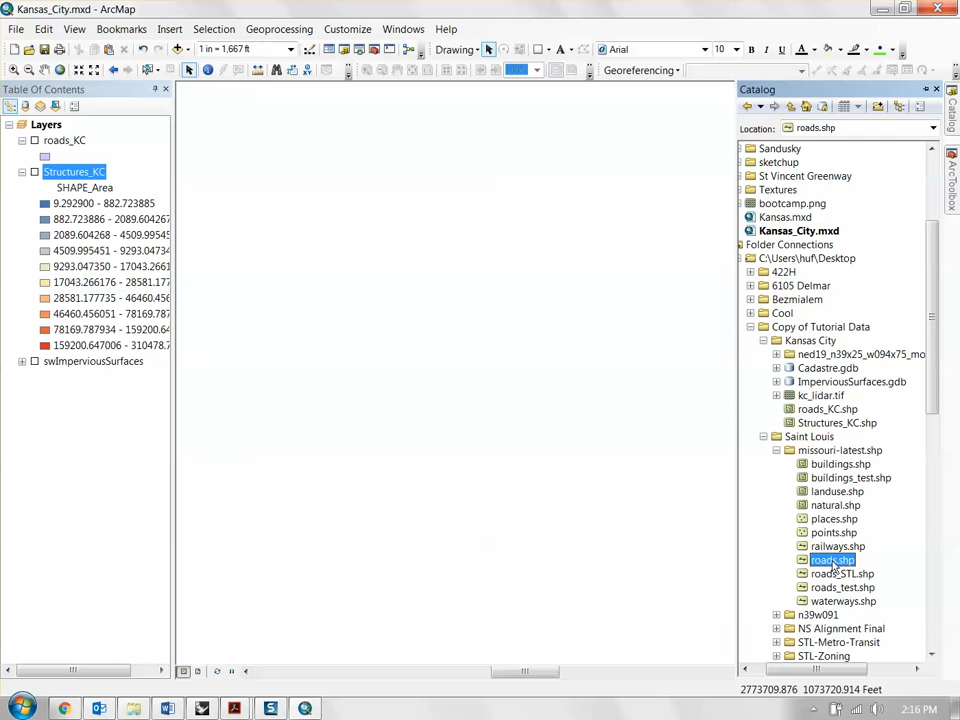 Kansas_City.mxd - ArcMap
File Edit View Bookmarks Insert Selection Geoprocessing Customize Windows Help
1 in = 1,667 ft Drawing Arial 10 B I U A
100% Georeferencing
Table Of Contents
Layers
roads_KC
Structures_KC
SHAPE_Area
9.292900 - 882.723885
882.723886 - 2089.604267
2089.604268 - 4509.9954
4509.995451 - 9293.04734
9293.047350 - 17043.2661
17043.266176 - 28581.177
28581.177735 - 46460.456
46460.456051 - 78169.787
78169.787934 - 159200.64
159200.647006 - 310478.7
swImperviousSurfaces
Catalog
Location: roads.shp
Sandusky
sketchup
St Vincent Greenway
Textures
bootcamp.png
Kansas.mxd
Kansas_City.mxd
Folder Connections
C:\Users\huf\Desktop
422H
6105 Delmar
Bezmialem
Cool
Copy of Tutorial Data
Kansas City
ned19_n39x25_w094x75_mo
Cadastre.gdb
ImperviousSurfaces.gdb
kc_lidar.tif
roads_KC.shp
Structures_KC.shp
Saint Louis
missouri-latest.shp
buildings.shp
buildings_test.shp
landuse.shp
natural.shp
places.shp
points.shp
railways.shp
roads.shp
roads_STL.shp
roads_test.shp
waterways.shp
n39w091
NS Alignment Final
STL-Metro-Transit
STL-Zoning
Catalog
ArcToolbox
2773709.876 1073720.914 Feet
2:16 PM